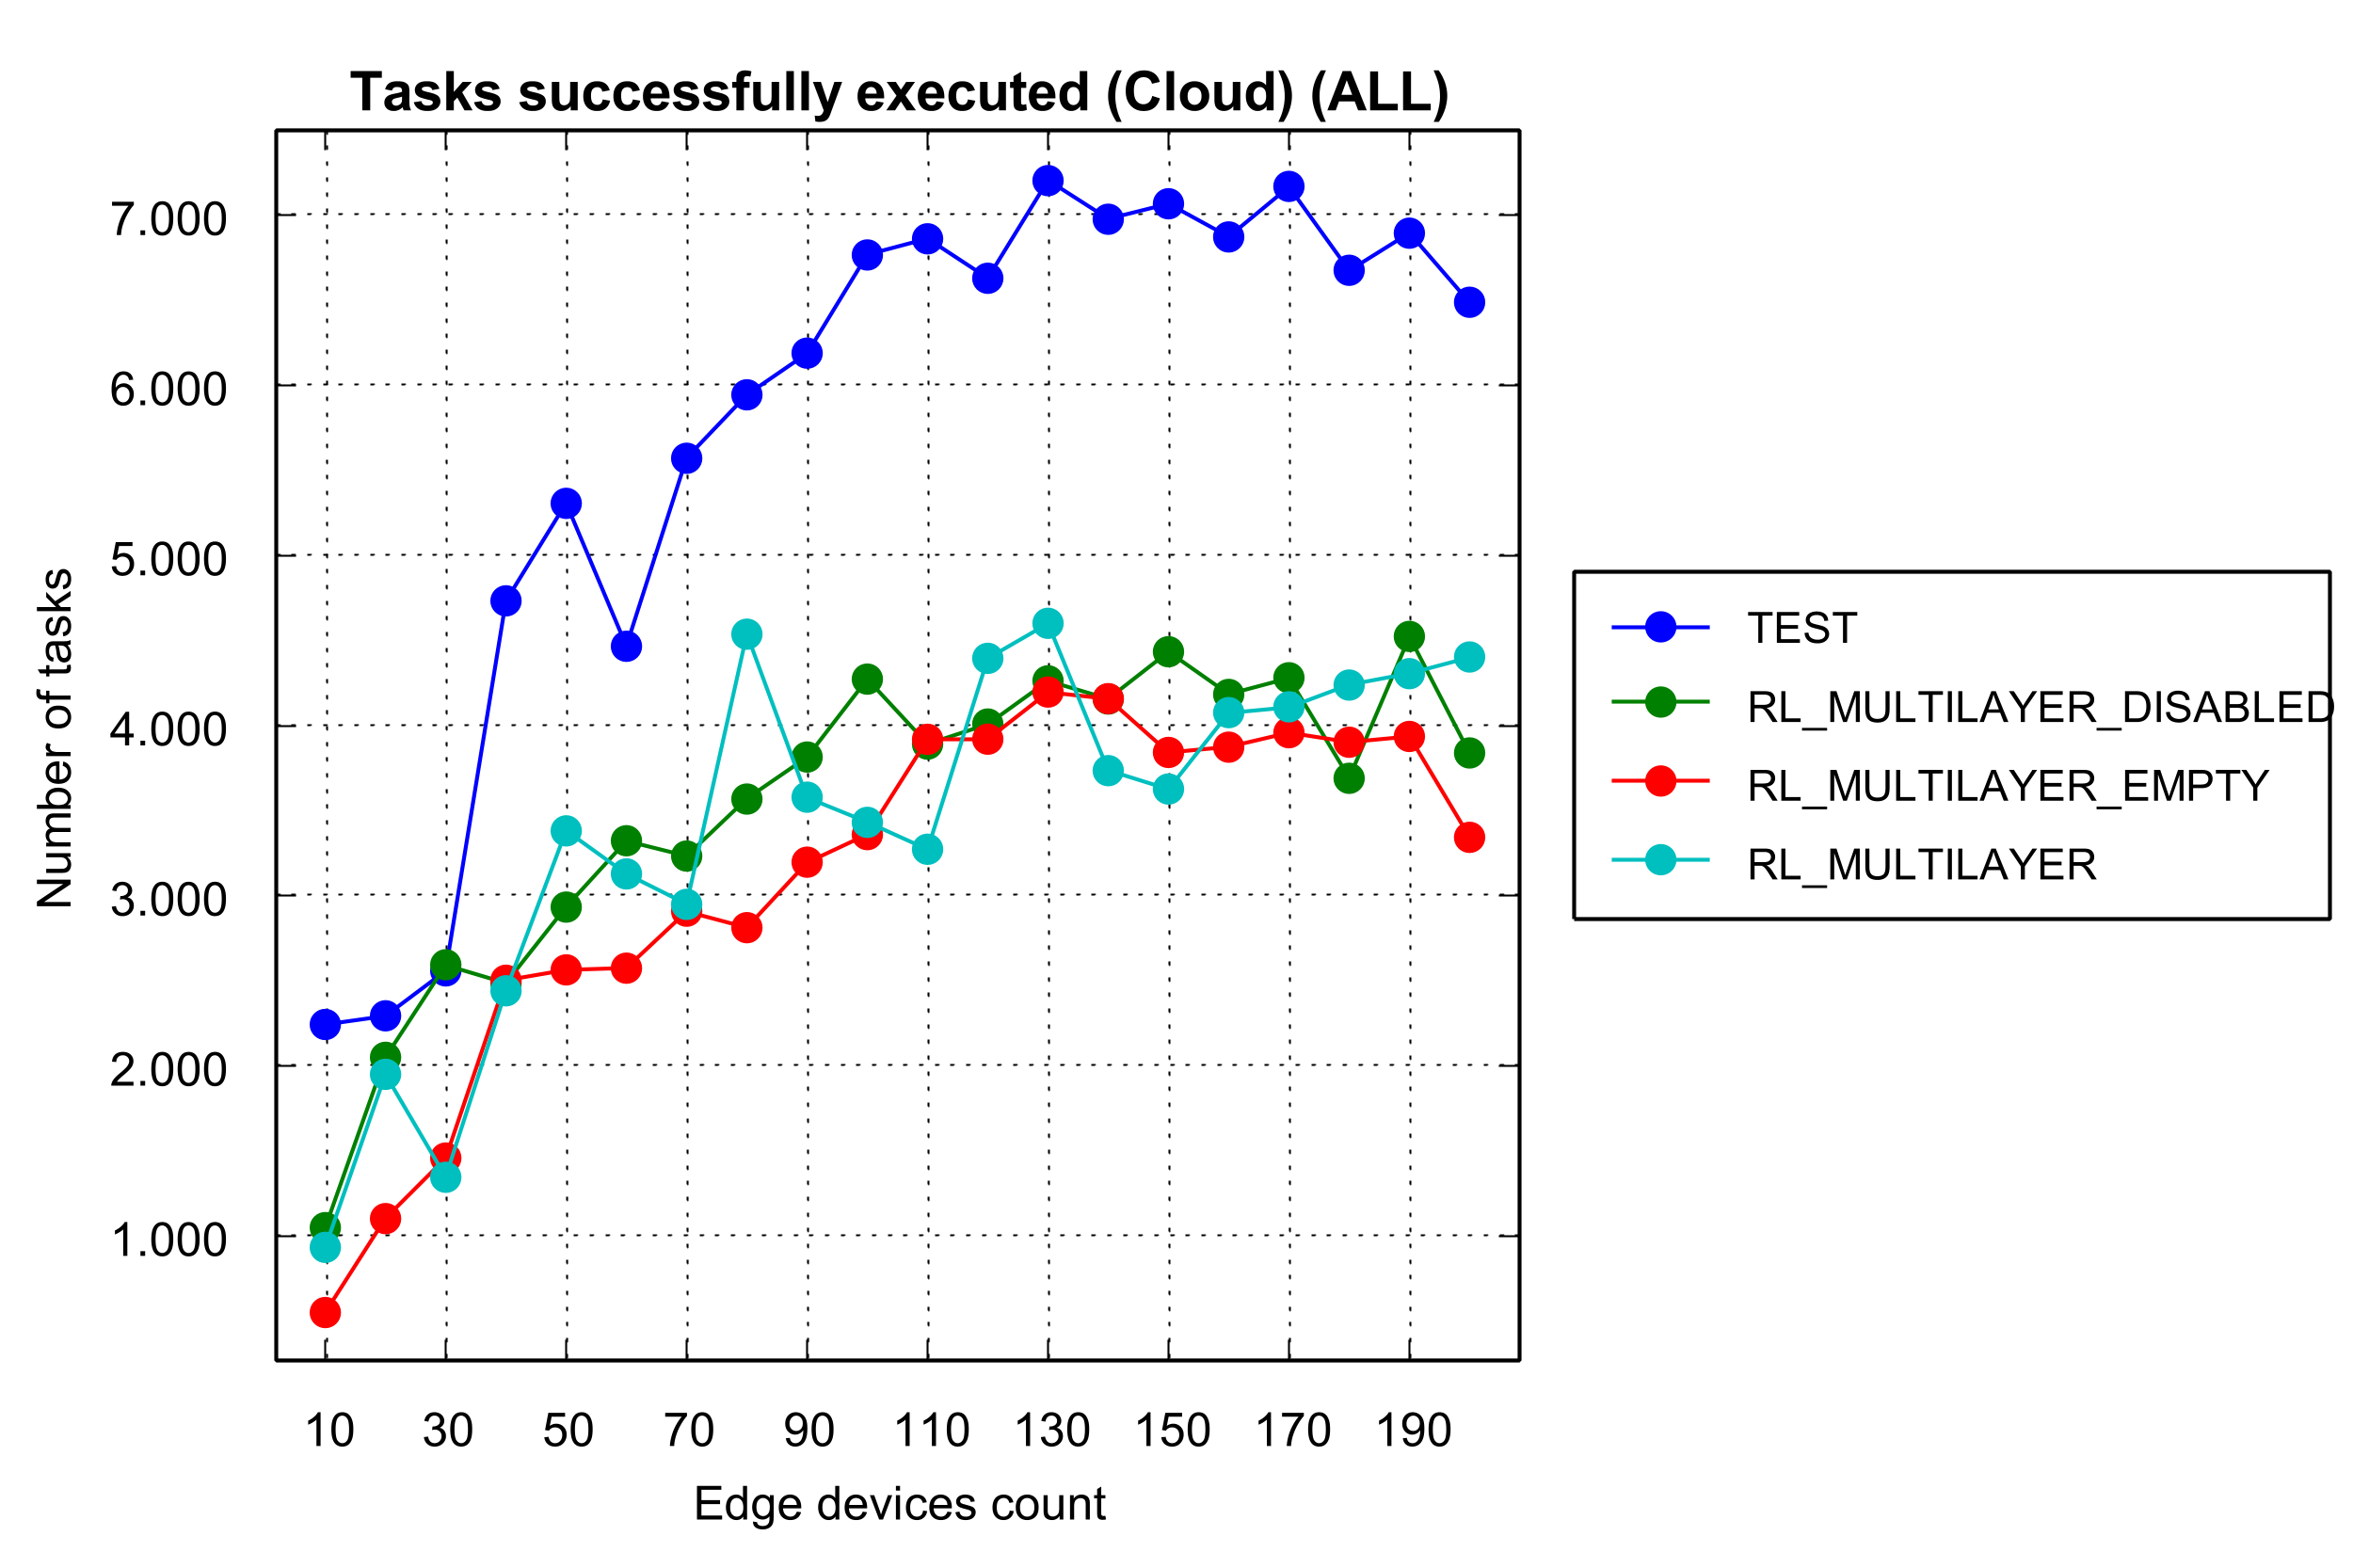 Tasks successfully executed (Cloud) (ALL)
7.000
6.000
5.000
4.000
3.000
2.000
1.000
Number of tasks
10 30 50 70 90 110 130 150 170 190
Edge devices count
TEST
RL_MULTILAYER_DISABLED
RL_MULTILAYER_EMPTY
RL_MULTILAYER